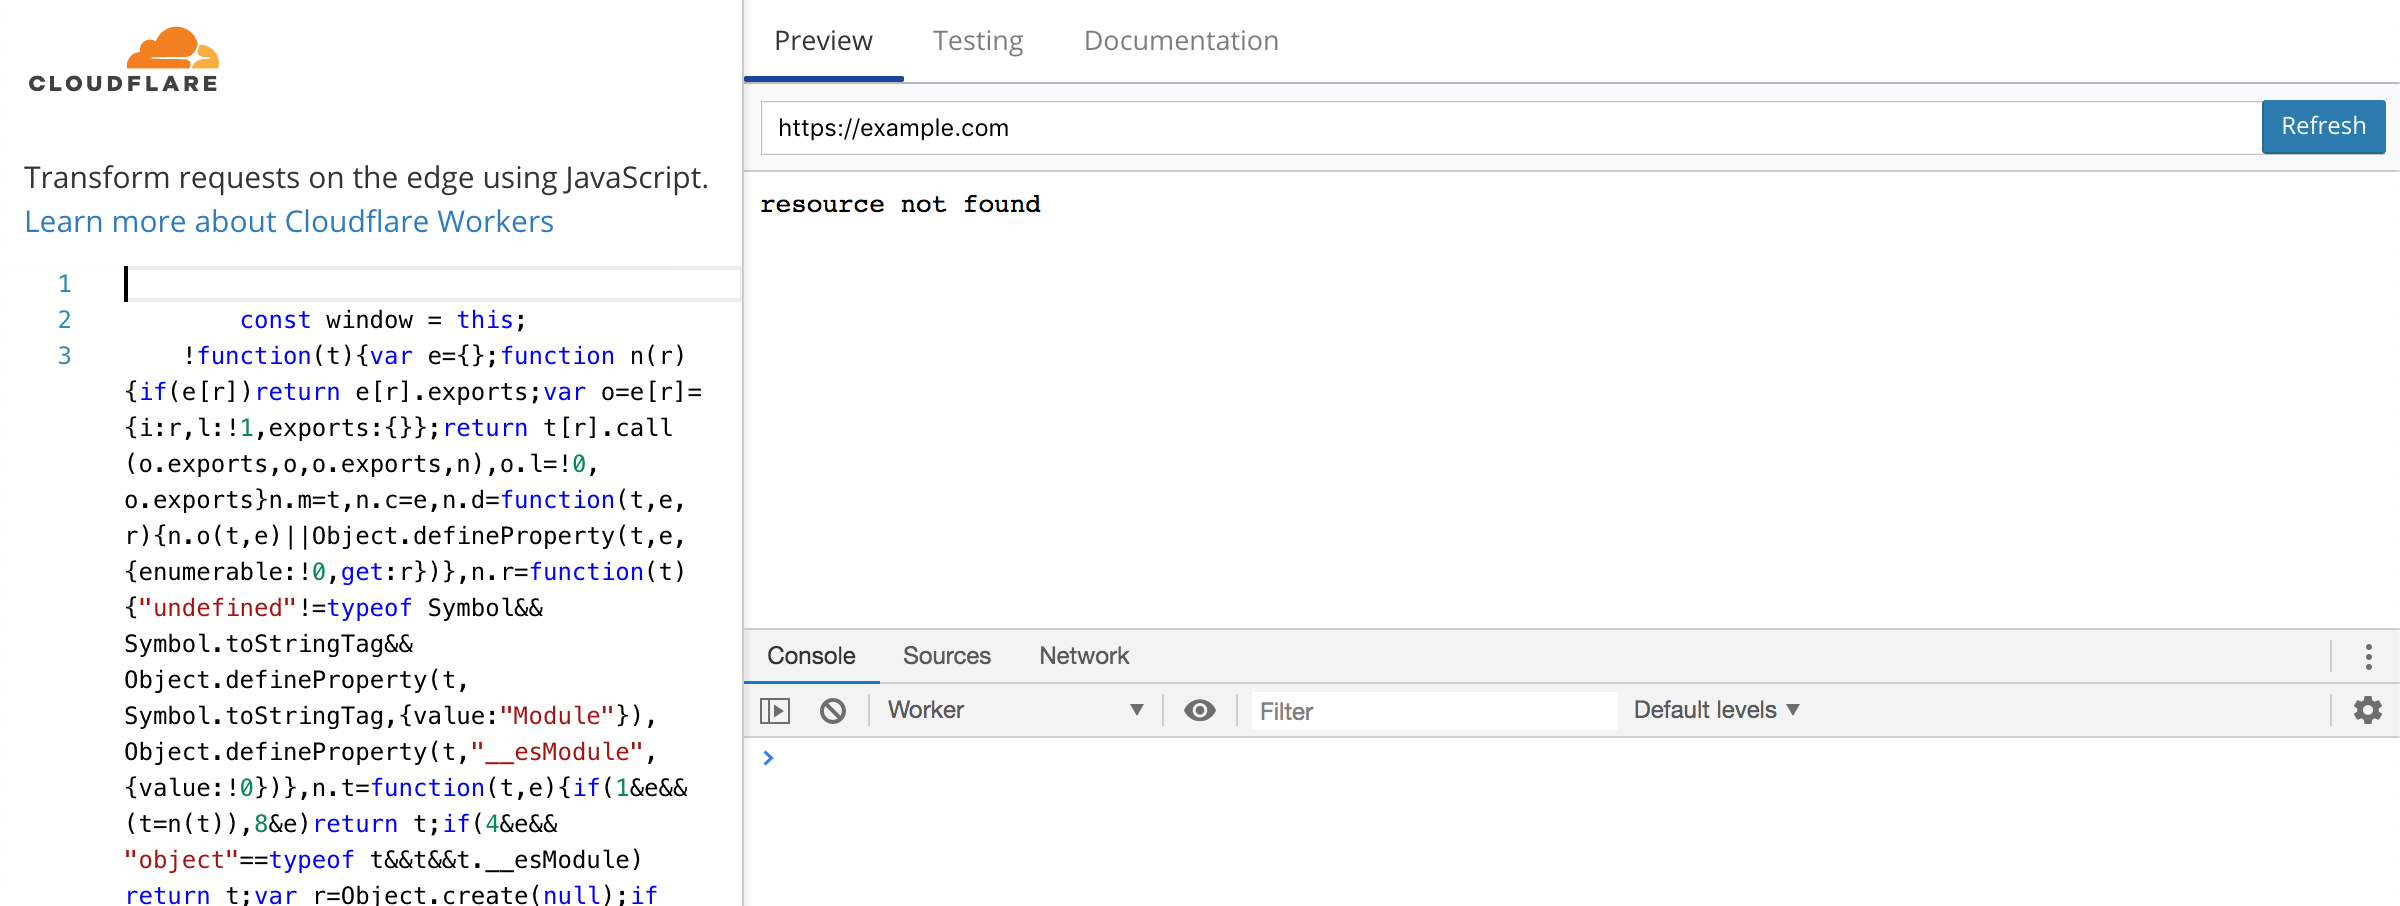 CLOUDFLARE
Transform requests on the edge using JavaScript.
Learn more about Cloudflare Workers
1
2 const window = this;
3 !function(t){var e={};function n(r)
{if(e[r])return e[r].exports;var o=e[r]=
{i:r,l:!1,exports:{}};return t[r].call
(o.exports,o,o.exports,n),o.l=!0,
o.exports}n.m=t,n.c=e,n.d=function(t,e,
r){n.o(t,e)||Object.defineProperty(t,e,
{enumerable:!0,get:r})},n.r=function(t)
{"undefined"!=typeof Symbol&&
Symbol.toStringTag&&
Object.defineProperty(t,
Symbol.toStringTag,{value:"Module"}),
Object.defineProperty(t,"__esModule",
{value:!0})},n.t=function(t,e){if(1&e&&
(t=n(t)),8&e)return t;if(4&e&&
"object"==typeof t&&t&&t.__esModule)
return t;var r=Object.create(null);if
Preview Testing Documentation
https://example.com Refresh
resource not found
Console Sources Network
Worker Filter Default levels